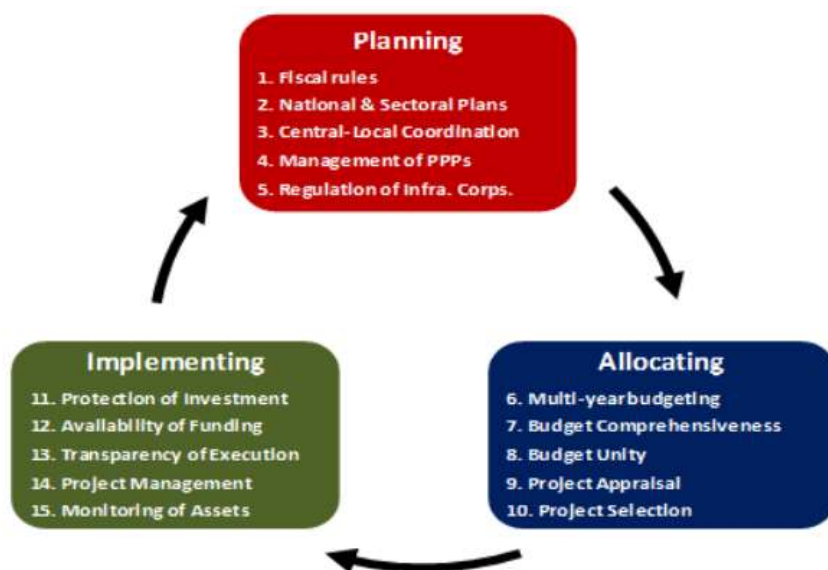 Planning
1. Fiscal rules
2. National & Sectoral Plans
3. Central-Local Coordination
4. Management of PPPs
5. Regulation of Infra. Corps.
Implementing
11. Protection of Investment
12. Availability of Funding
13. Transparency of Execution
14. Project Management
15. Monitoring of Assets
Allocating
6. Multi-yearbudgeting
7. Budget Comprehensiveness
8. Budget Unity
9. Project Appraisal
10. Project Selection